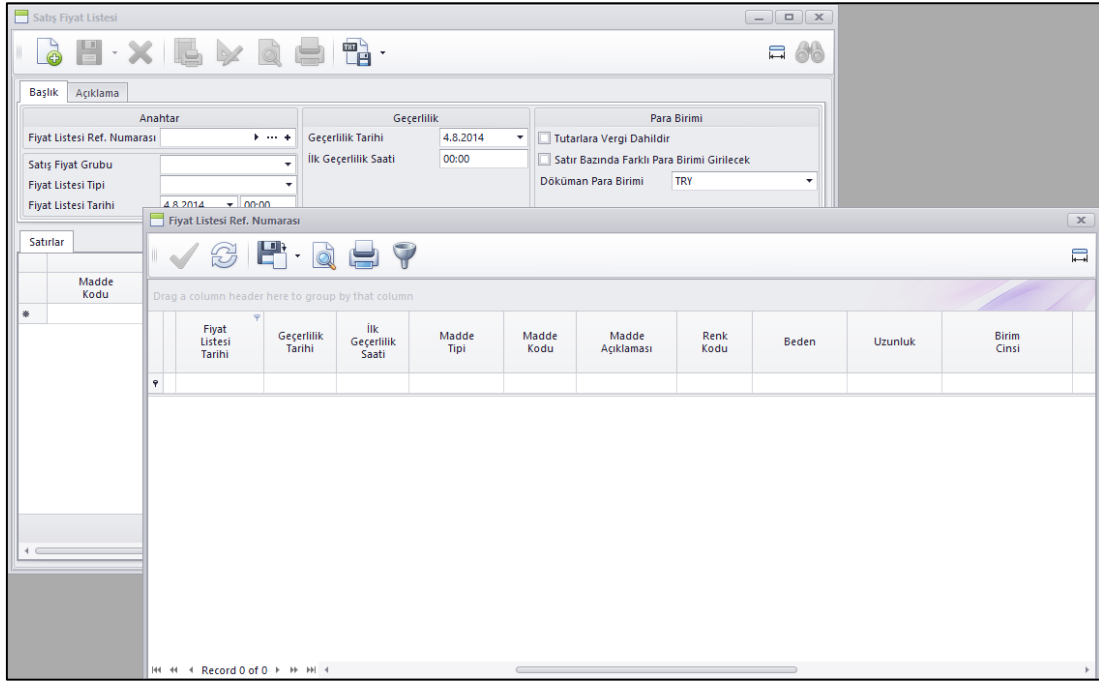 Satış Fiyat Listesi
TXT
Başlık Açıklama
Anahtar Geçerlilik Para Birimi
Fiyat Listesi Ref. Numarası Geçerlilik Tarihi 4.8.2014 Tutarlara Vergi Dahildir
Satış Fiyat Grubu İlk Geçerlilik Saati 00:00 Satır Bazında Farklı Para Birimi Girilecek
Fiyat Listesi Tipi Döküman Para Birimi TRY
Fiyat Listesi Tarihi 4.8.2014 00:00
Satırlar
Madde
Kodu
Fiyat Listesi Ref. Numarası
Drag a column header here to group by that column
Fiyat
Listesi
Tarihi
Geçerlilik
Tarihi
İlk
Geçerlilik
Saati
Madde
Tipi
Madde
Kodu
Madde
Açıklaması
Renk
Kodu
Beden
Uzunluk
Birim
Cinsi
Record 0 of 0